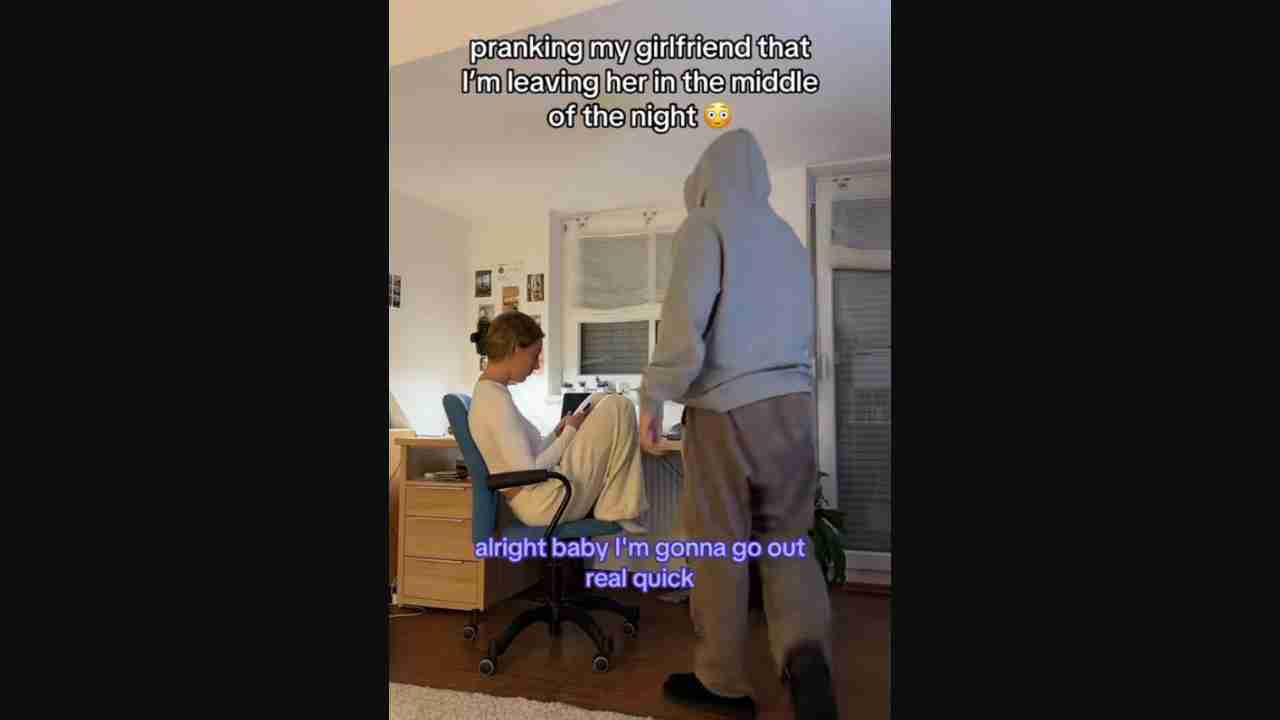 pranking my girlfriend that
I'm leaving her in the middle
of the night 😳
alright baby I'm gonna go out
real quick